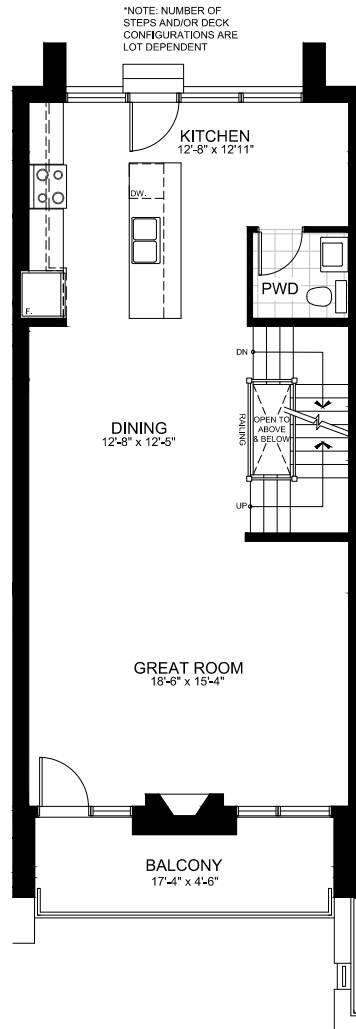 *NOTE: NUMBER OF
STEPS AND/OR DECK
CONFIGURATIONS ARE
LOT DEPENDENT
KITCHEN
12'-8" x 12'11"
DW.
PWD
F.
DN
DINING
12'-8" x 12'-5"
RAILING
OPEN TO
ABOVE
& BELOW
UP
GREAT ROOM
18'-6" x 15'-4"
BALCONY
17'-4" x 4'-6"